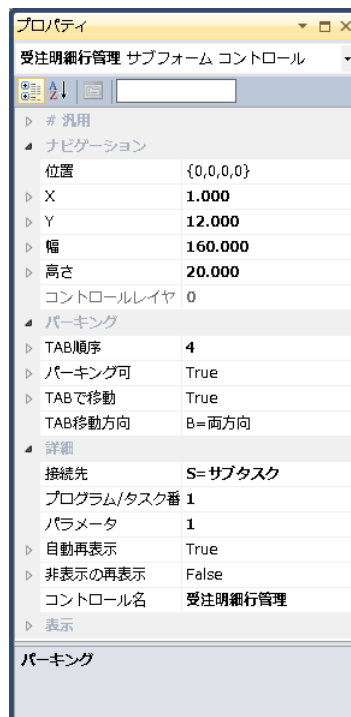 プロパティ
受注明細行管理 サブフォーム コントロール
# 汎用
ナビゲーション
位置 {0,0,0,0}
X 1.000
Y 12.000
幅 160.000
高さ 20.000
コントロールレイヤ 0
パーキング
TAB順序 4
パーキング可 True
TABで移動 True
TAB移動方向 B=両方向
詳細
接続先 S=サブタスク
プログラム/タスク番 1
パラメータ 1
自動再表示 True
非表示の再表示 False
コントロール名 受注明細行管理
表示
パーキング